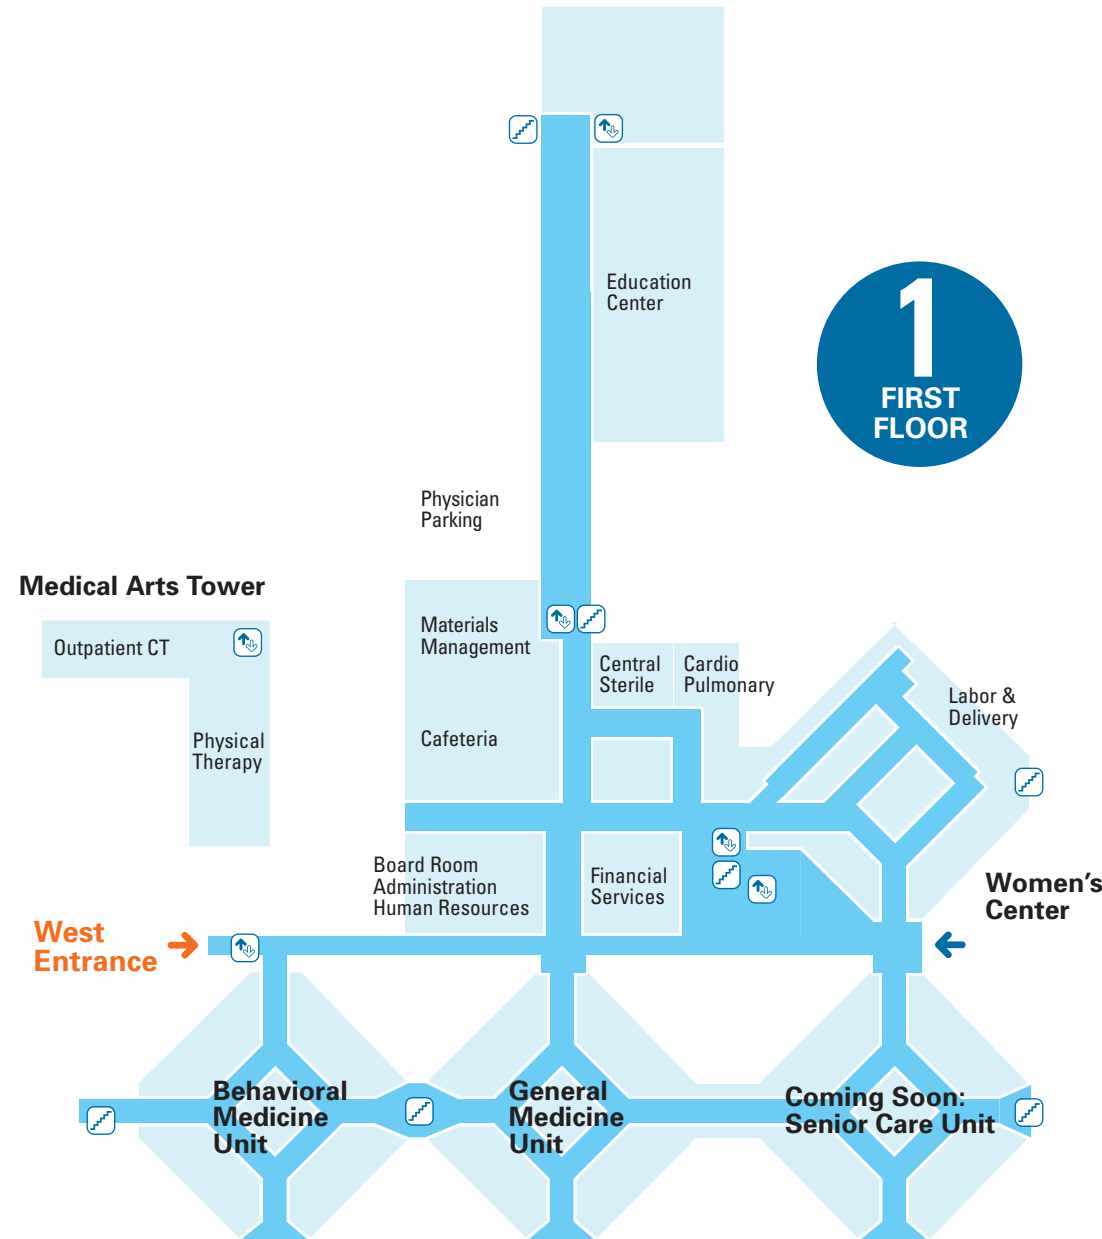 Education
Center
1
FIRST
FLOOR
Physician
Parking
Medical Arts Tower
Outpatient CT
Physical
Therapy
Materials
Management
Cafeteria
Central
Sterile
Cardio
Pulmonary
Labor &
Delivery
Board Room
Administration
Human Resources
Financial
Services
Women's
Center
West
Entrance
Behavioral
Medicine
Unit
General
Medicine
Unit
Coming Soon:
Senior Care Unit